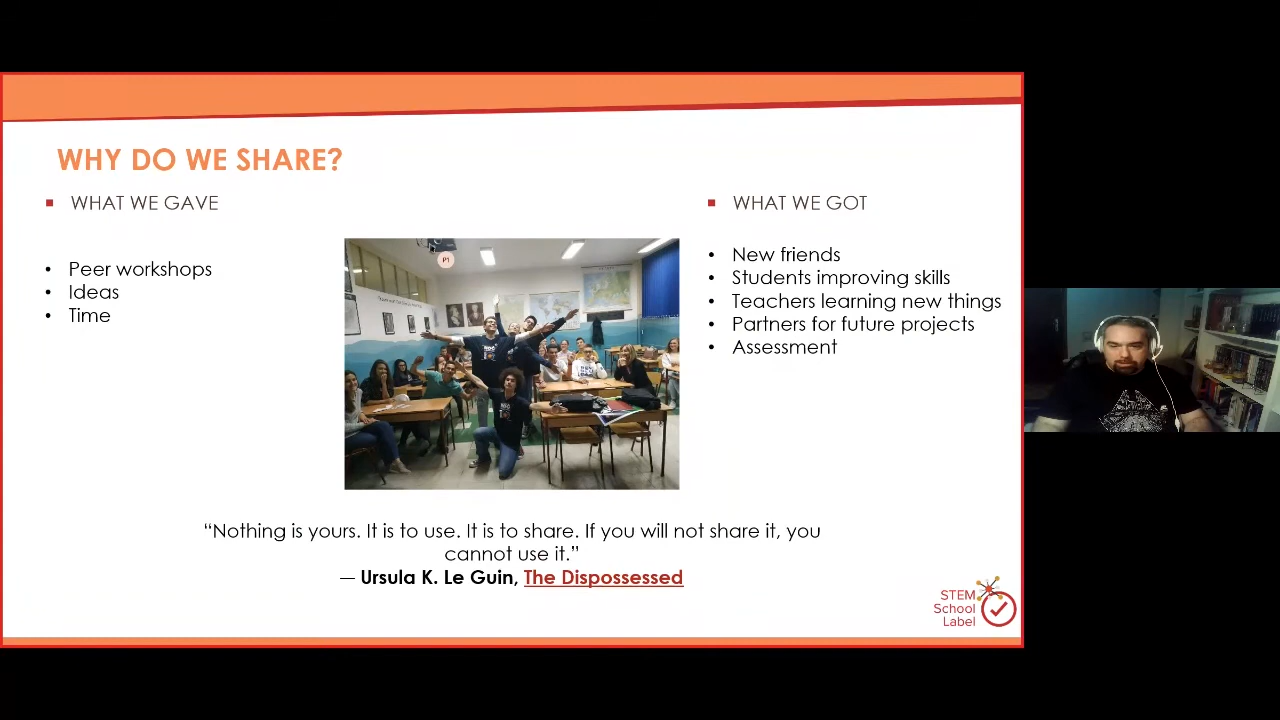 WHY DO WE SHARE?
▪ WHAT WE GAVE
• Peer workshops
• Ideas
• Time
P1
▪ WHAT WE GOT
• New friends
• Students improving skills
• Teachers learning new things
• Partners for future projects
• Assessment
“Nothing is yours. It is to use. It is to share. If you will not share it, you
cannot use it.”
― Ursula K. Le Guin, The Dispossessed
STEM
School
Label